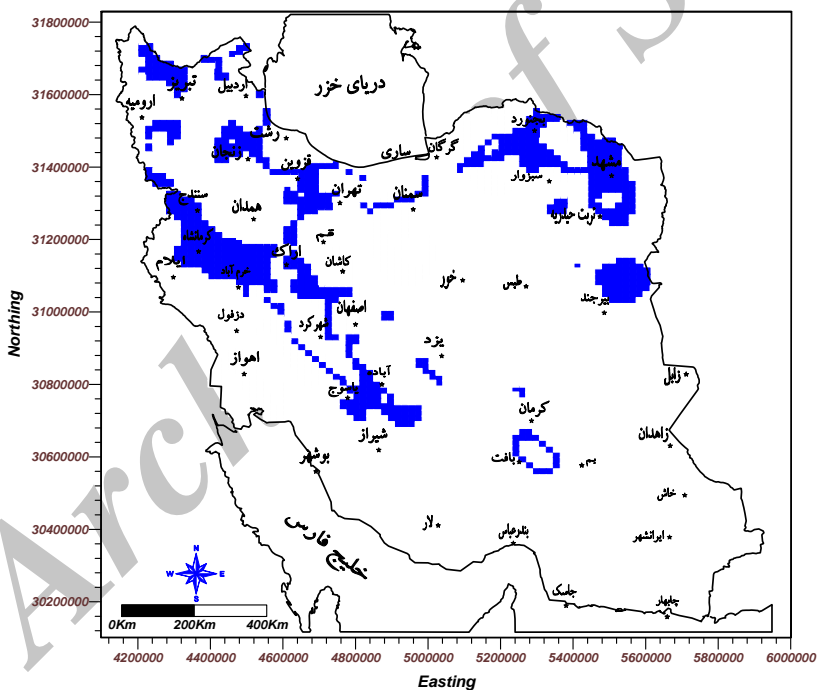 31800000
31600000
31400000
31200000
31000000
30800000
30600000
30400000
30200000
Northing
دریای خزر
تبریز
اردبیل
ارومیه
رشت
زنجان
قزوین
ساری
گرگان
بجنورد
مشهد
سبزوار
تربت حیدریه
سنندج
همدان
تهران
سمنان
کرمانشاه
قم
ایلام
خرم آباد
اراک
کاشان
خور
طبس
بیرجند
دزفول
شهرکرد
اصفهان
یزد
اهواز
یاسوج
آباده
زابل
کرمان
شیراز
زاهدان
بوشهر
بافت
بم
خاش
لار
بندرعباس
ایرانشهر
خلیج فارس
جاسک
چابهار
N
W E
S
0Km 200Km 400Km
4200000 4400000 4600000 4800000 5000000 5200000 5400000 5600000 5800000 6000000
Easting